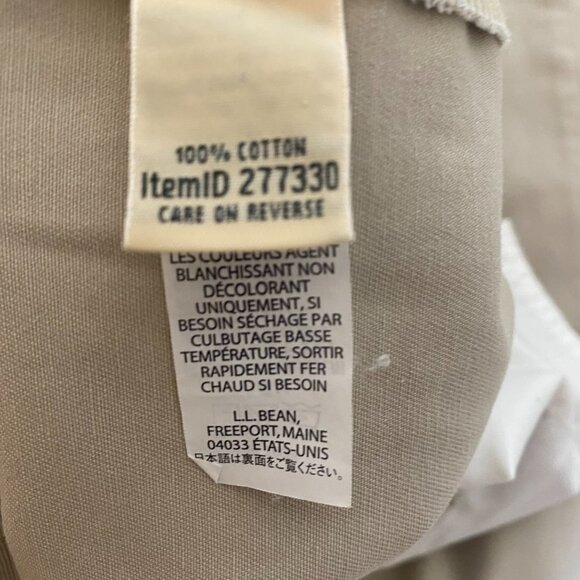 100% COTTON
ItemID 277330
CARE ON REVERSE
LES COULEURS AGENT
BLANCHISSANT NON
DÉCOLORANT
UNIQUEMENT, SI
BESOIN SÉCHAGE PAR
CULBUTAGE BASSE
TEMPÉRATURE, SORTIR
RAPIDEMENT FER
CHAUD SI BESOIN
L.L.BEAN,
FREEPORT, MAINE
04033 ÉTATS-UNIS
日本語は裏面をご覧ください。